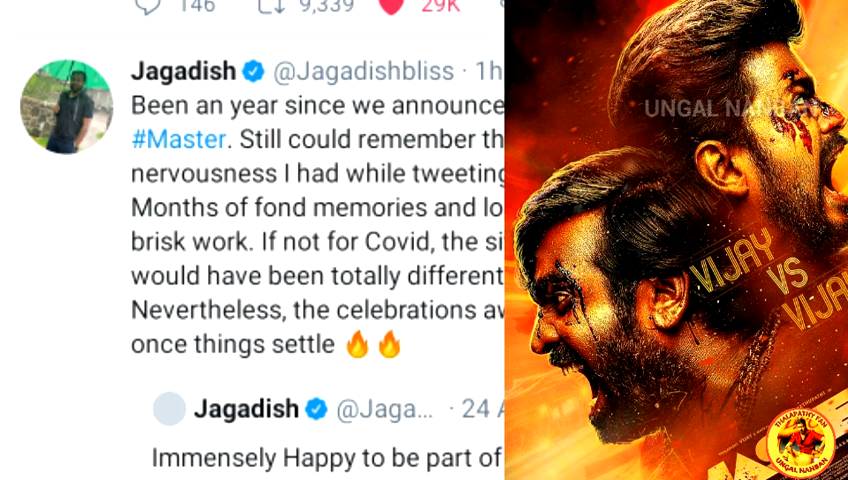 146 9,339 29K
Jagadish @Jagadishbliss · 1h
Been an year since we announce
#Master. Still could remember th
nervousness I had while tweeting
Months of fond memories and lo
brisk work. If not for Covid, the si
would have been totally different
Nevertheless, the celebrations aw
once things settle 🔥🔥
Jagadish @Jaga... · 24 A
Immensely Happy to be part of
UNGAL NANBAN
VIJAY
VS
VIJAY
THALAPATHY FAN
UNGAL NANBAN